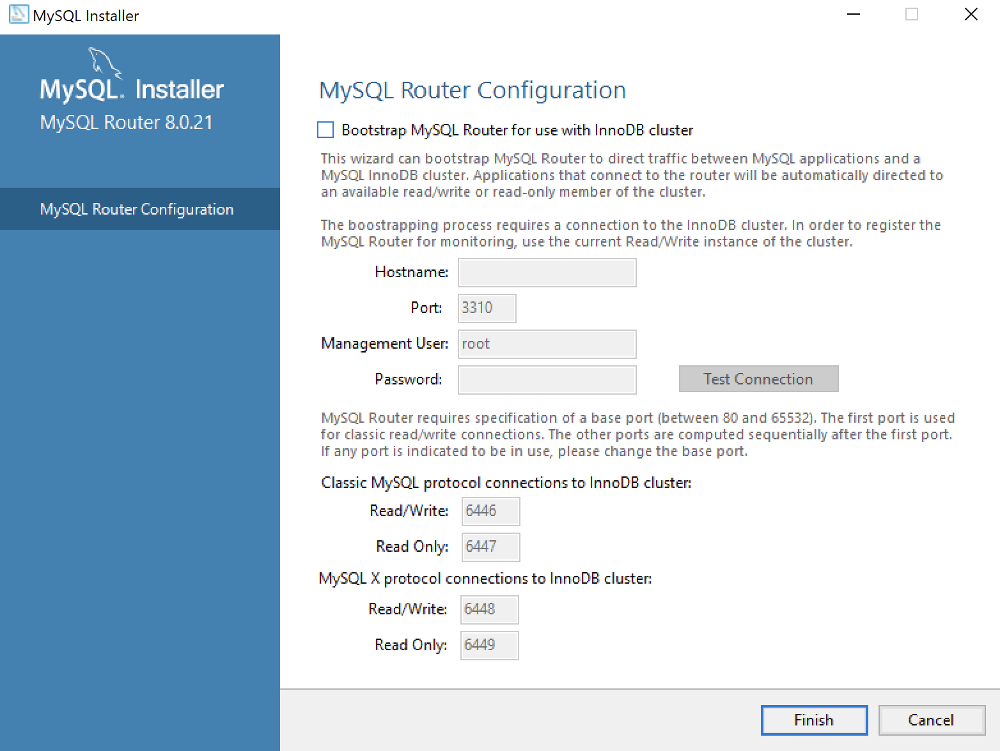 MySQL Installer
MySQL. Installer
MySQL Router 8.0.21
MySQL Router Configuration
MySQL Router Configuration
Bootstrap MySQL Router for use with InnoDB cluster
This wizard can bootstrap MySQL Router to direct traffic between MySQL applications and a
MySQL InnoDB cluster. Applications that connect to the router will be automatically directed to
an available read/write or read-only member of the cluster.
The boostrapping process requires a connection to the InnoDB cluster. In order to register the
MySQL Router for monitoring, use the current Read/Write instance of the cluster.
Hostname:
Port: 3310
Management User: root
Password: Test Connection
MySQL Router requires specification of a base port (between 80 and 65532). The first port is used
for classic read/write connections. The other ports are computed sequentially after the first port.
If any port is indicated to be in use, please change the base port.
Classic MySQL protocol connections to InnoDB cluster:
Read/Write: 6446
Read Only: 6447
MySQL X protocol connections to InnoDB cluster:
Read/Write: 6448
Read Only: 6449
Finish Cancel